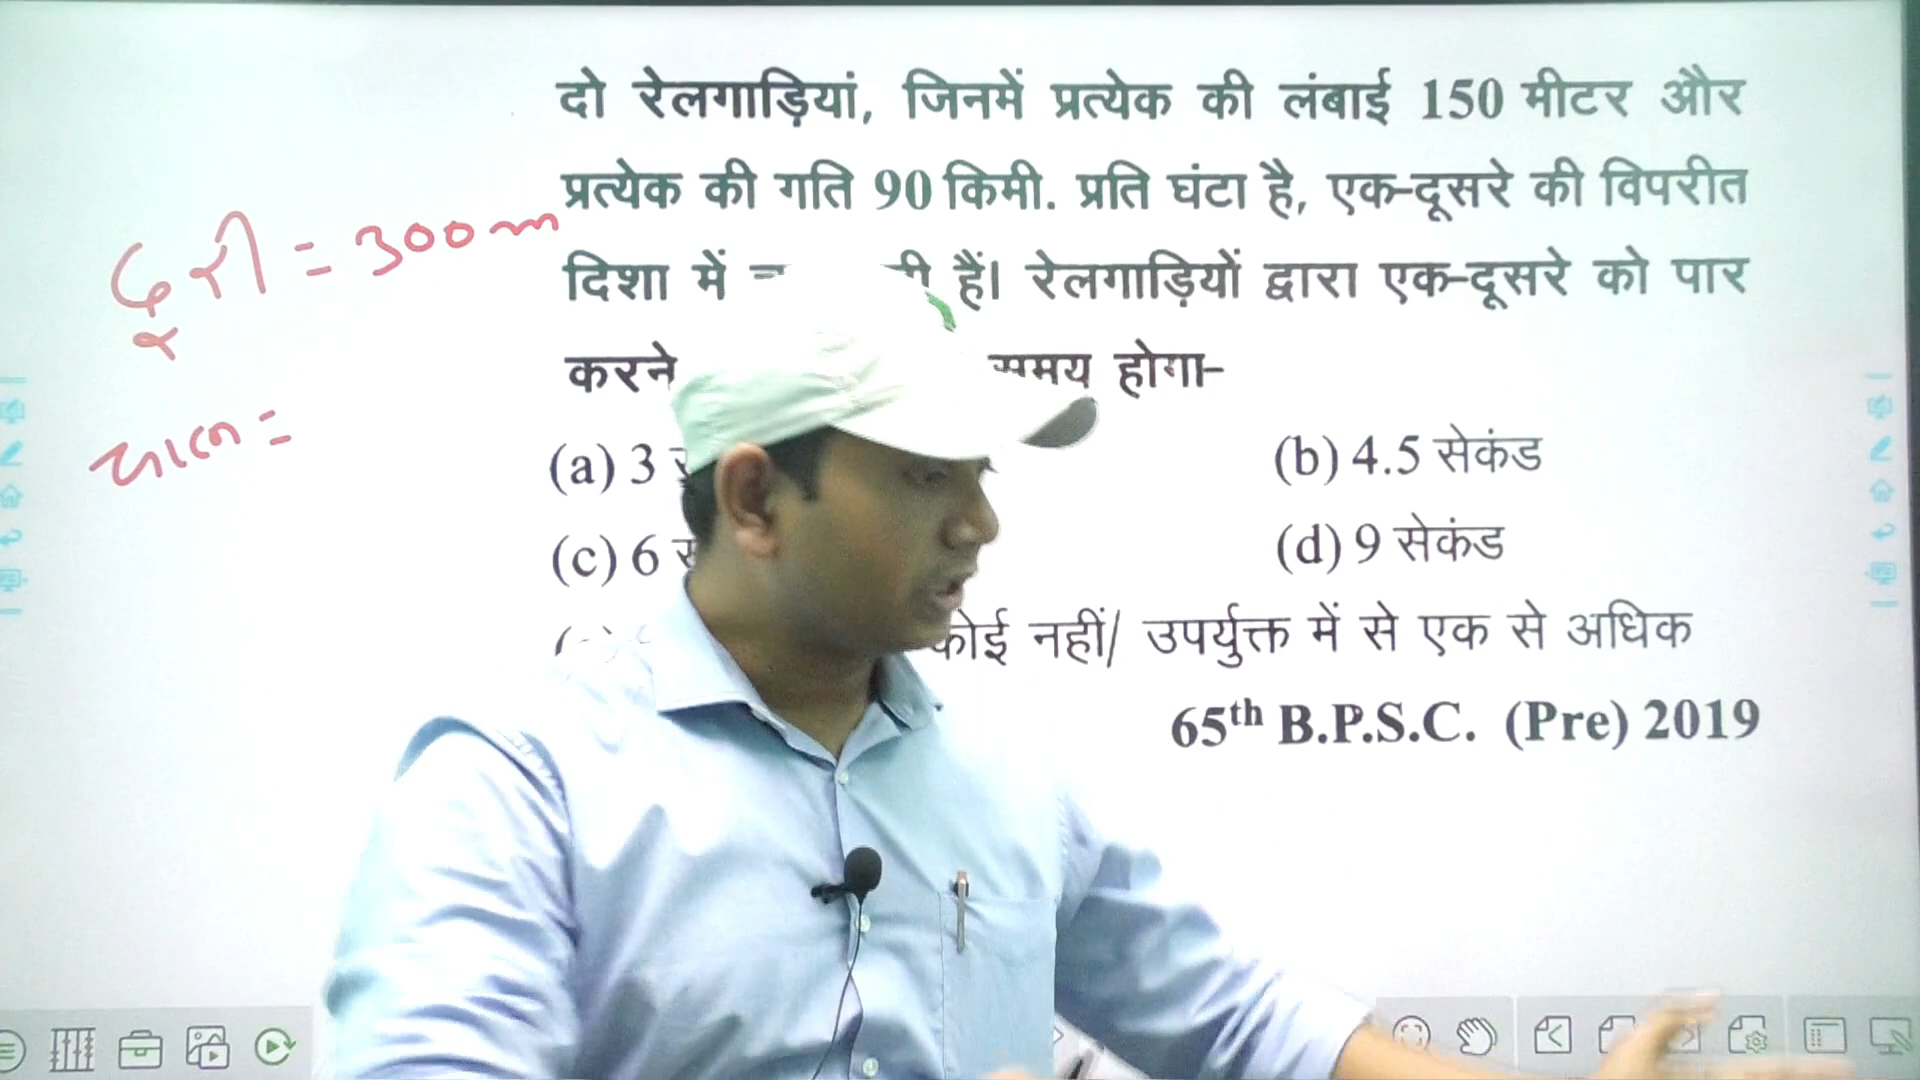 दो रेलगाड़ियां, जिनमें प्रत्येक की लंबाई 150 मीटर और
प्रत्येक की गति 90 किमी. प्रति घंटा है, एक-दूसरे की विपरीत
दिशा में हैं। रेलगाड़ियों द्वारा एक-दूसरे को पार
करने समय होगा-
(a) 3
(b) 4.5 सेकंड
(c) 6
(d) 9 सेकंड
कोई नहीं/ उपर्युक्त में से एक से अधिक
65th B.P.S.C. (Pre) 2019
दूरी = 300m
चाल =